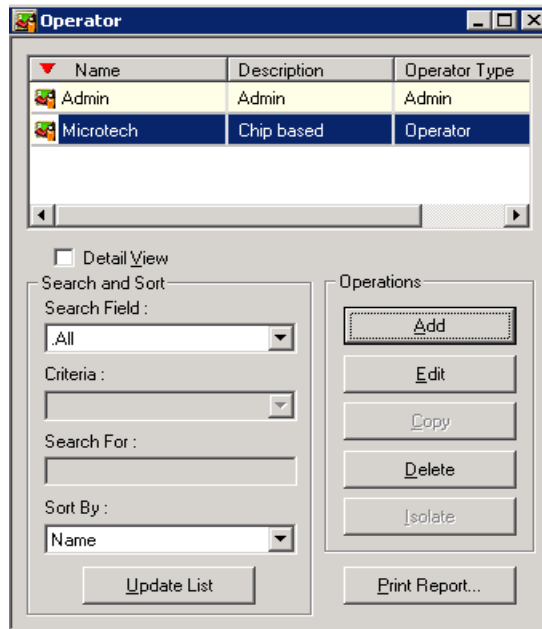 Operator
Name Description Operator Type
Admin Admin Admin
Microtech Chip based Operator
Detail View
Search and Sort
Search Field :
.All
Criteria :
Search For :
Sort By :
Name
Update List
Operations
Add
Edit
Copy
Delete
Isolate
Print Report...